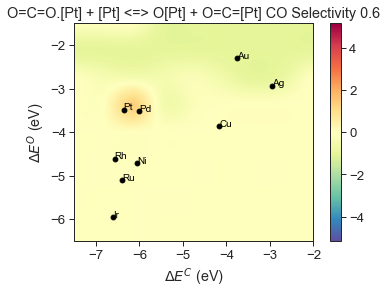 O=C=O.[Pt] + [Pt] <=> O[Pt] + O=C=[Pt] CO Selectivity 0.6
−2
−3
−4
−5
−6
ΔE^O (eV)
Au
Ag
Pt
Pd
Cu
Rh
Ni
Ru
Ir
−7
−6
−5
−4
−3
−2
ΔE^C (eV)
4
2
0
−2
−4